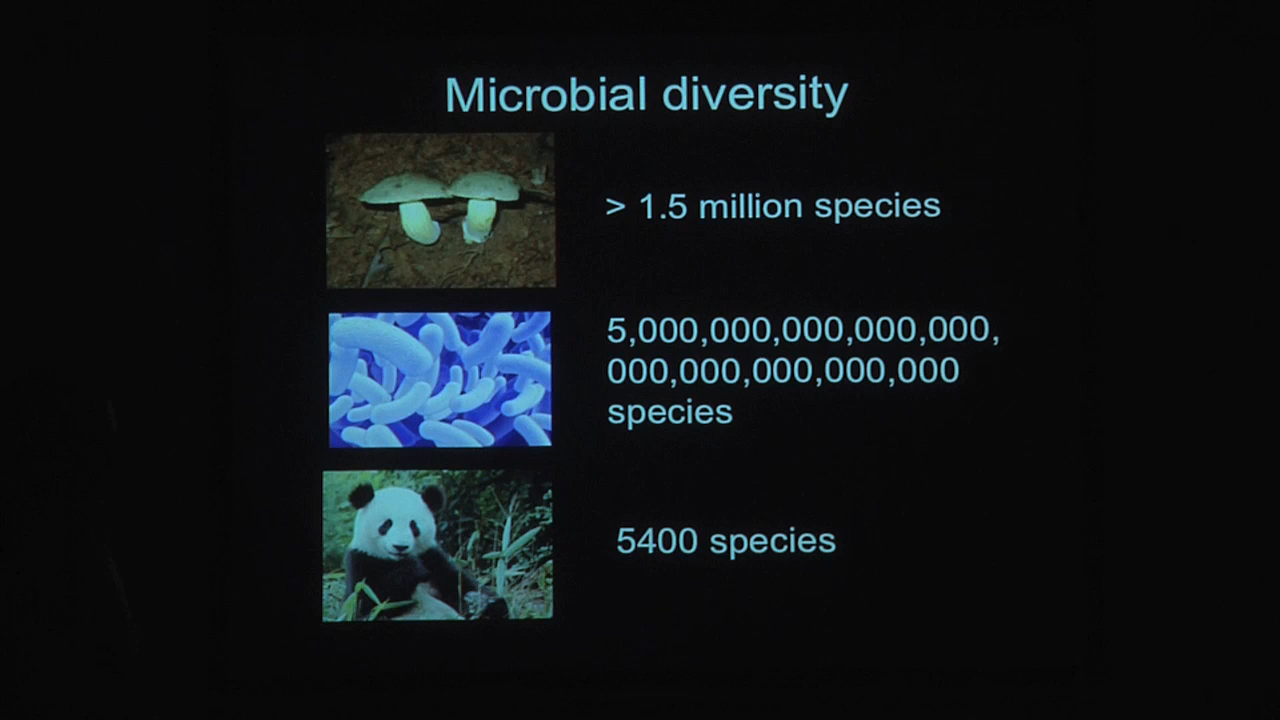 Microbial diversity
> 1.5 million species
5,000,000,000,000,000,
000,000,000,000,000
species
5400 species